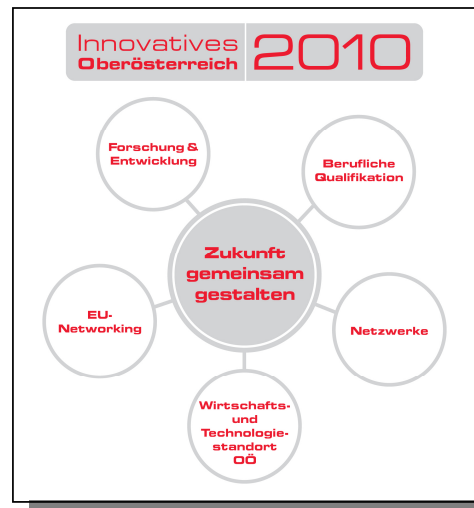 Innovatives
Oberösterreich
2010
Forschung &
Entwicklung
Berufliche
Qualifikation
Zukunft
gemeinsam
gestalten
EU-
Networking
Netzwerke
Wirtschafts-
und
Technologie-
standort
OÖ